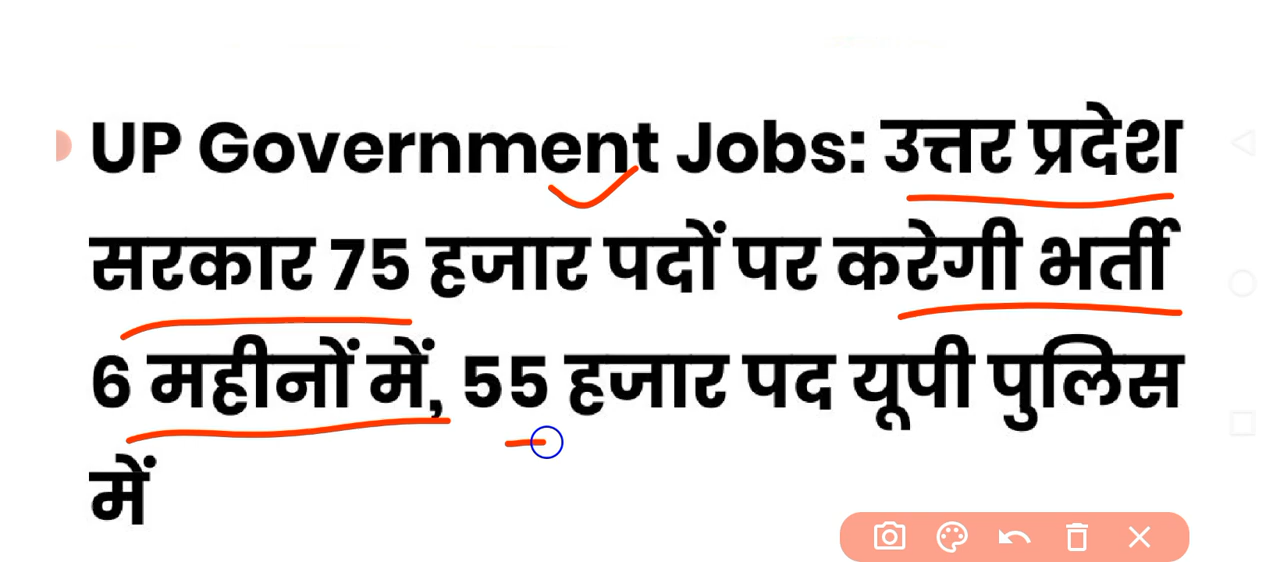 UP Government Jobs: उत्तर प्रदेश
सरकार 75 हजार पदों पर करेगी भर्ती
6 महीनों में, 55 हजार पद यूपी पुलिस
में